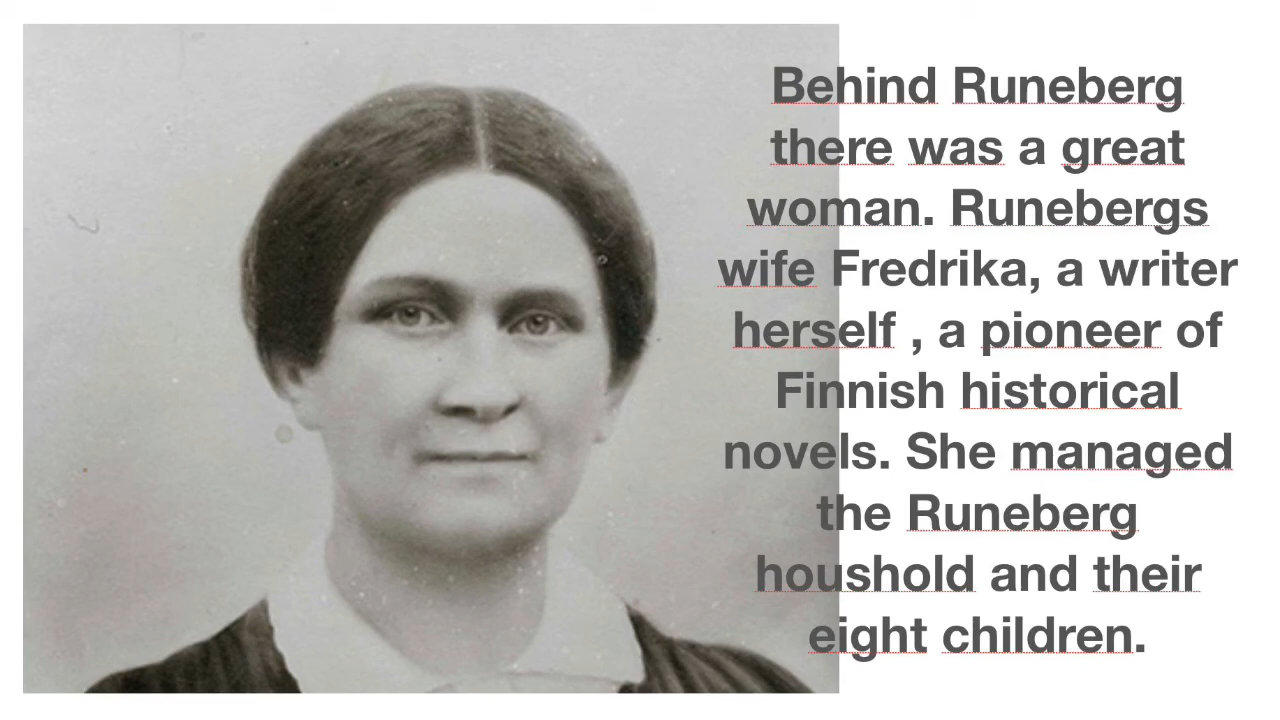 Behind Runeberg
there was a great
woman. Runebergs
wife Fredrika, a writer
herself , a pioneer of
Finnish historical
novels. She managed
the Runeberg
houshold and their
eight children.